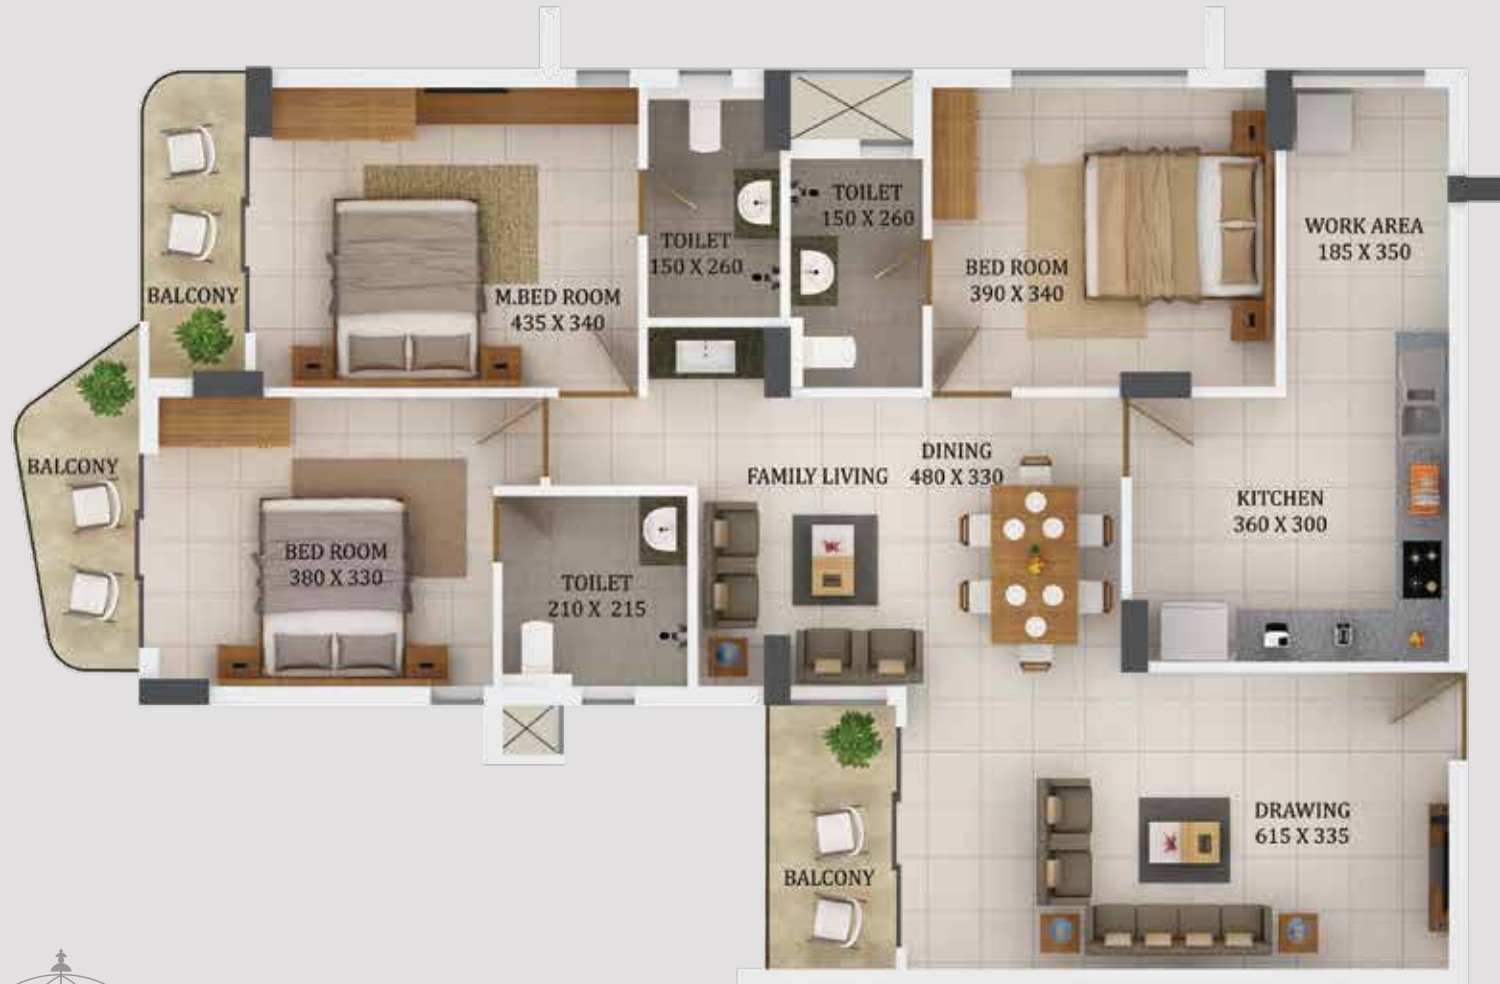 TOILET
150 X 260
TOILET
150 X 260
WORK AREA
185 X 350
BED ROOM
390 X 340
BALCONY
M.BED ROOM
435 X 340
BALCONY
FAMILY LIVING
DINING
480 X 330
KITCHEN
360 X 300
BED ROOM
380 X 330
TOILET
210 X 215
DRAWING
615 X 335
BALCONY